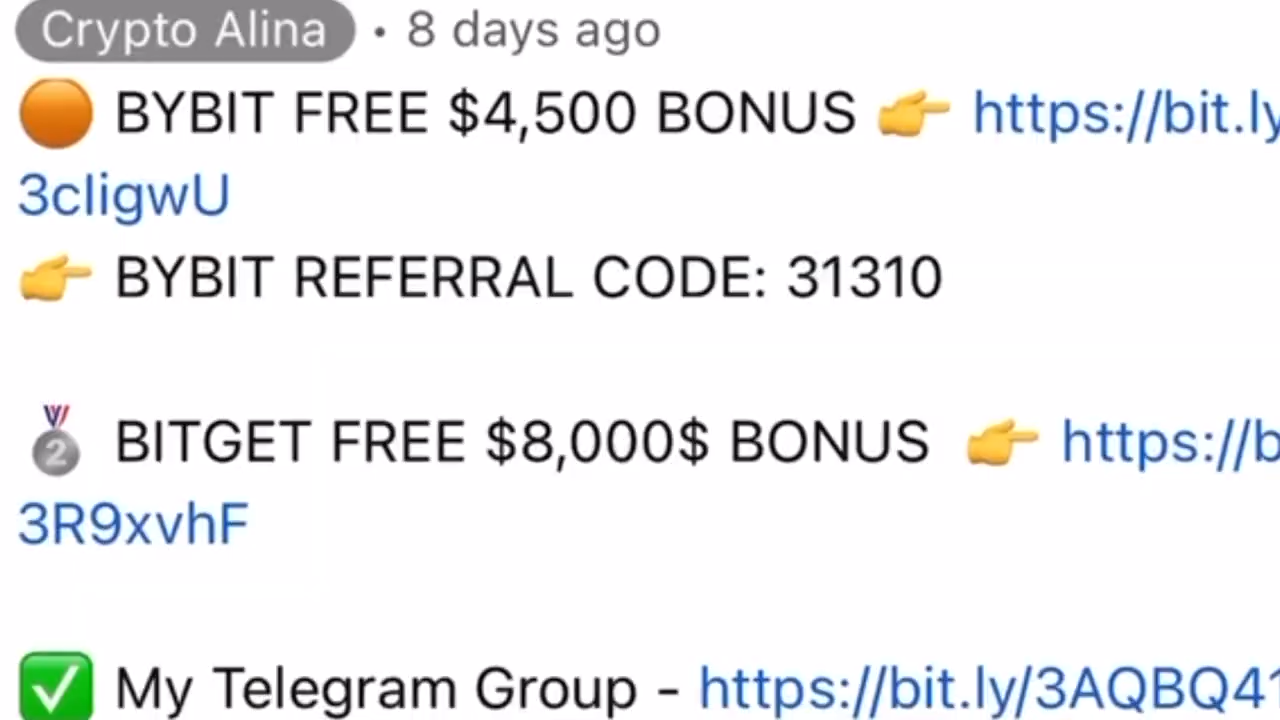 Crypto Alina • 8 days ago
🟠 BYBIT FREE $4,500 BONUS 👉 https://bit.ly
3cIigwU
👉 BYBIT REFERRAL CODE: 31310
🥈 BITGET FREE $8,000$ BONUS 👉 https://b
3R9xvhF
✅ My Telegram Group - https://bit.ly/3AQBQ41